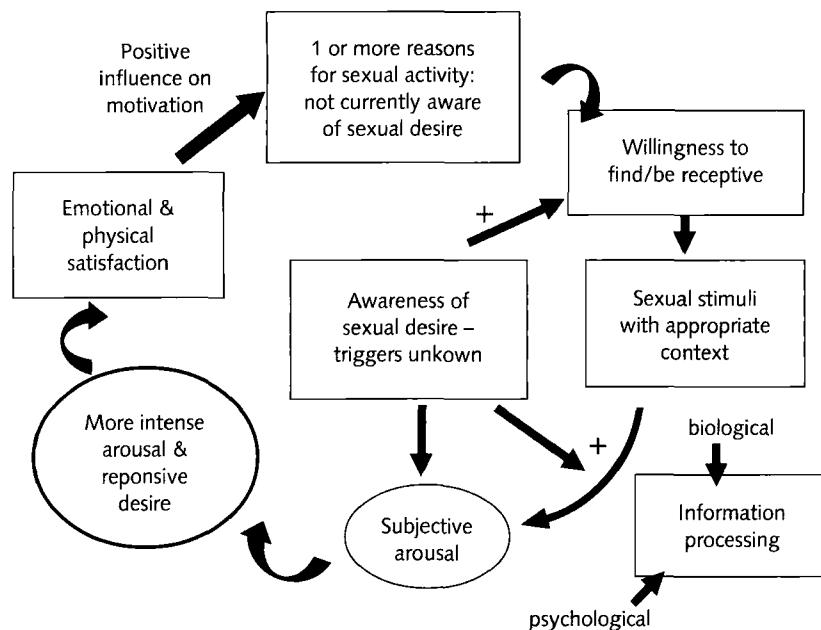 Positive
influence on
motivation
1 or more reasons
for sexual activity:
not currently aware
of sexual desire
Willingness to
find/be receptive
Emotional &
physical
satisfaction
+
Awareness of
sexual desire –
triggers unkown
Sexual stimuli
with appropriate
context
More intense
arousal &
reponsive
desire
+
biological
Subjective
arousal
Information
processing
psychological